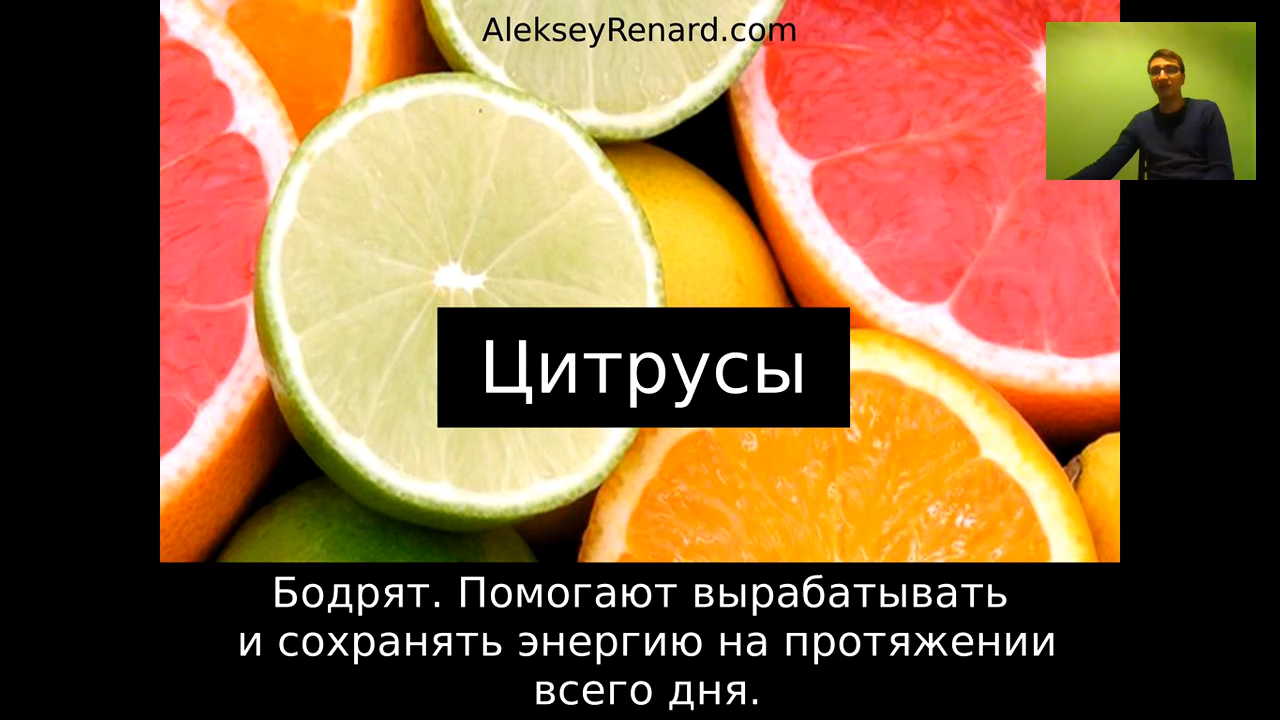 AlekseyRenard.com
Цитрусы
Бодрят. Помогают вырабатывать
и сохранять энергию на протяжении
всего дня.